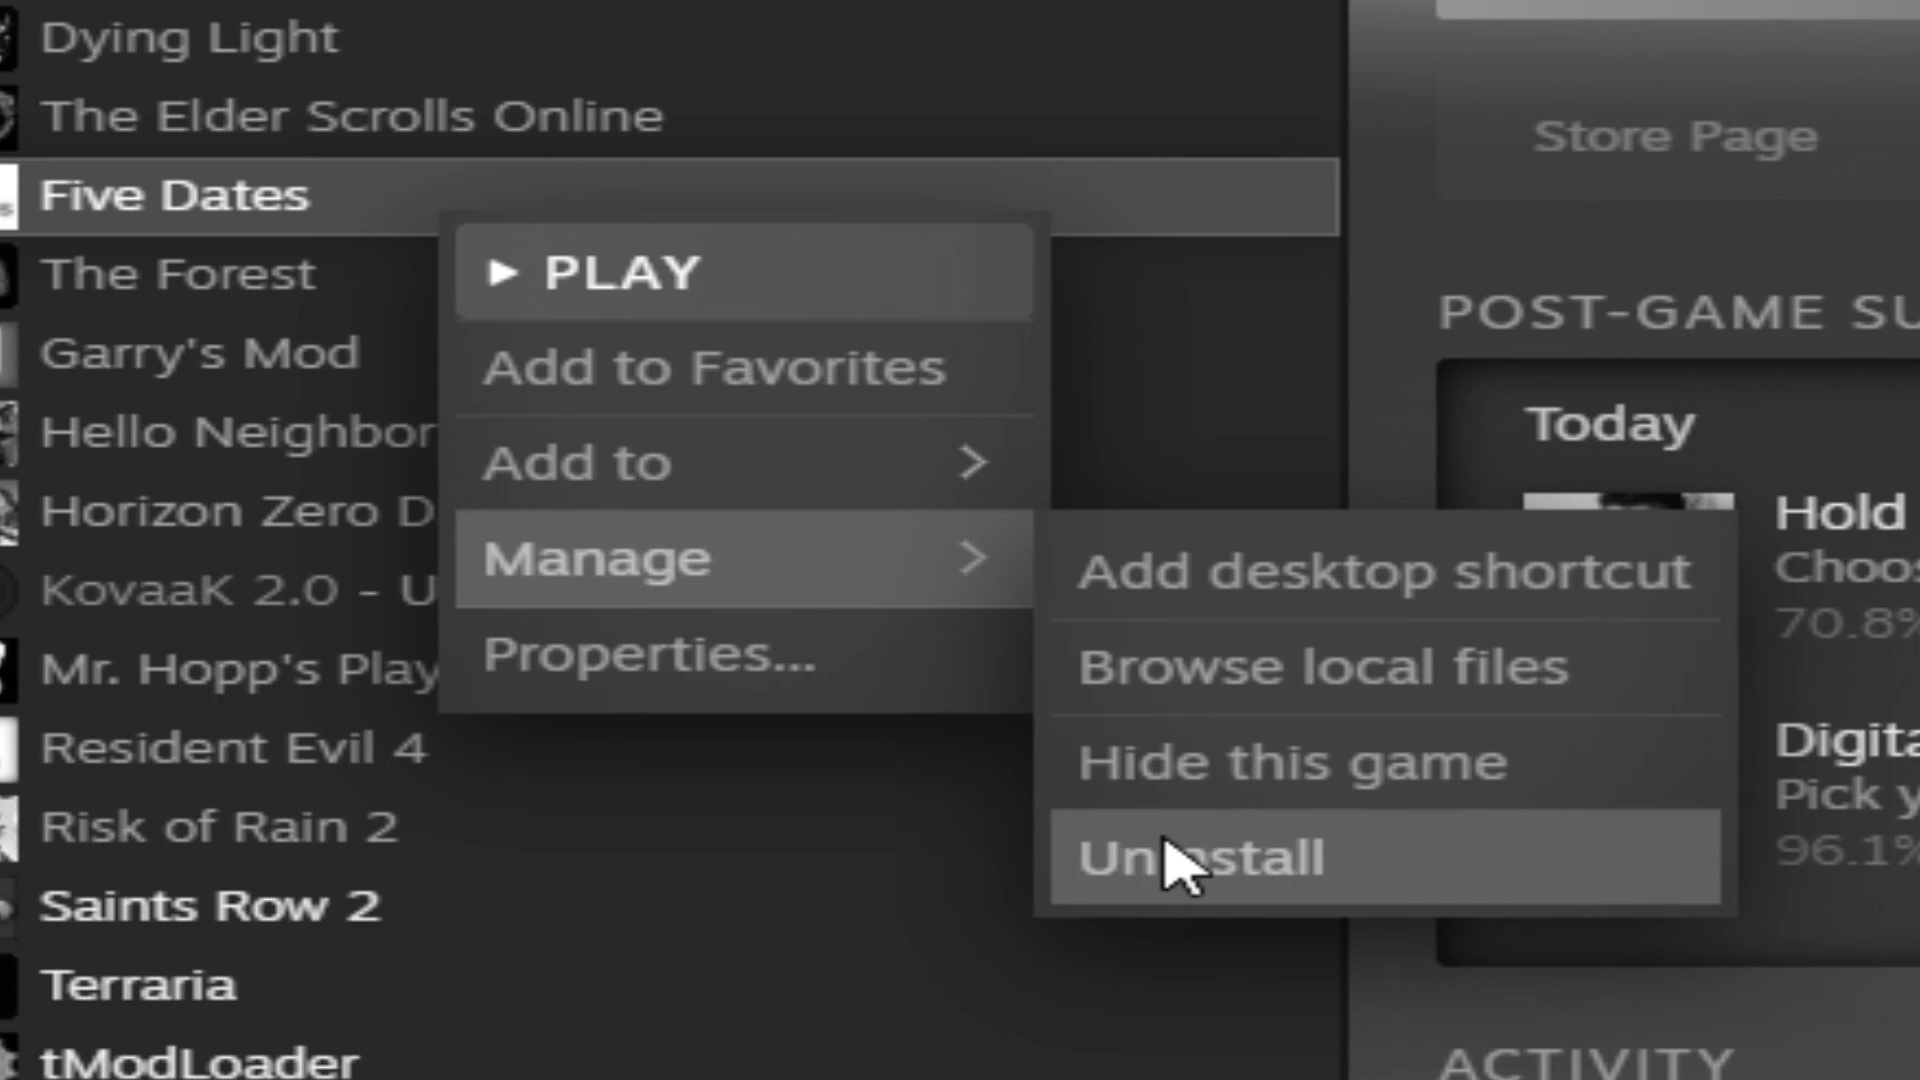 Dying Light
The Elder Scrolls Online
Five Dates
The Forest
Garry's Mod
Hello Neighbor
Horizon Zero D
KovaaK 2.0 - U
Mr. Hopp's Play
Resident Evil 4
Risk of Rain 2
Saints Row 2
Terraria
tModLoader
PLAY
Add to Favorites
Add to
Manage
Properties...
Add desktop shortcut
Browse local files
Hide this game
Uninstall
Store Page
POST-GAME SU
Today
Hold
Choos
70.8%
Digita
Pick y
96.1%
ACTIVITY